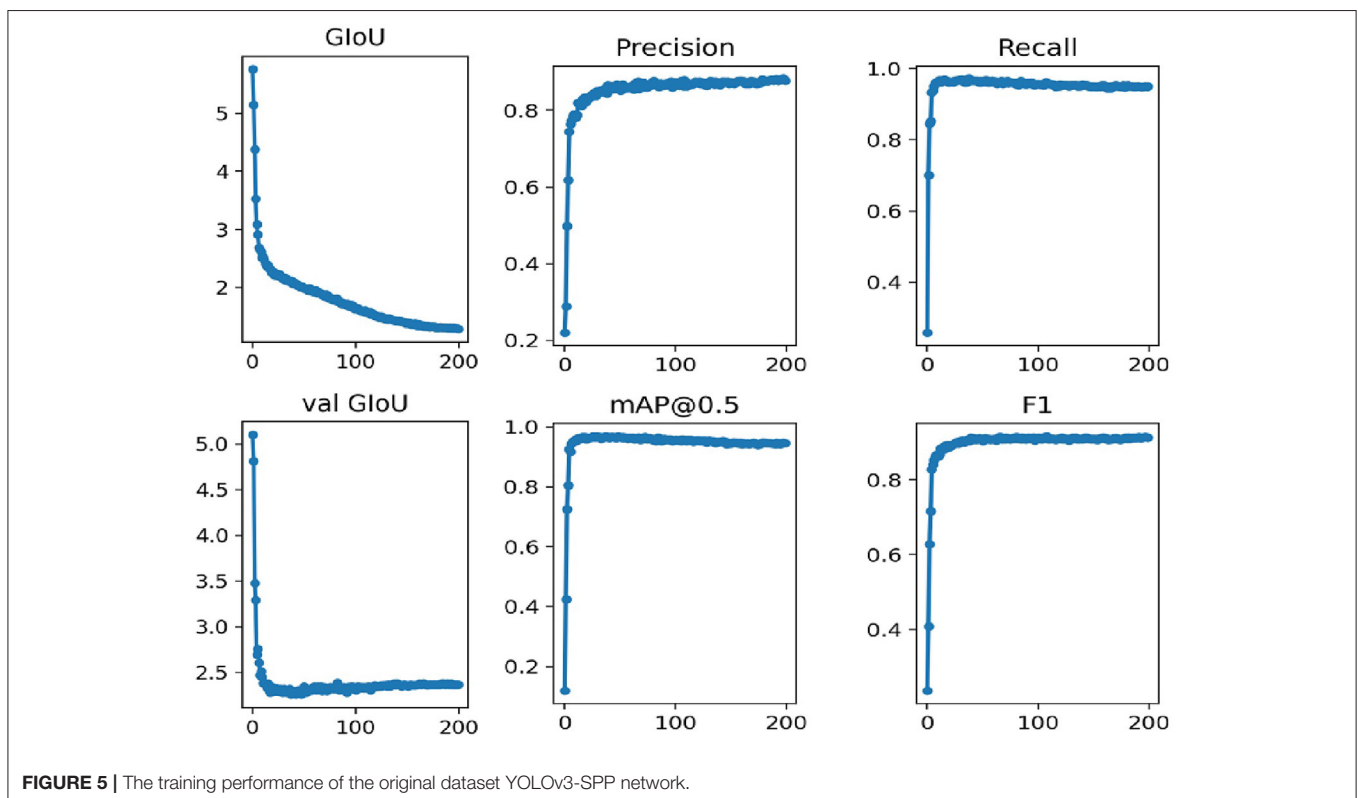 GIoU
Precision
Recall
5
4
3
2
0 100 200
0.8
0.6
0.4
0.2
0 100 200
1.0
0.8
0.6
0.4
0 100 200
val GIoU
mAP@0.5
F1
5.0
4.5
4.0
3.5
3.0
2.5
0 100 200
1.0
0.8
0.6
0.4
0.2
0 100 200
0.8
0.6
0.4
0 100 200
FIGURE 5 | The training performance of the original dataset YOLOv3-SPP network.